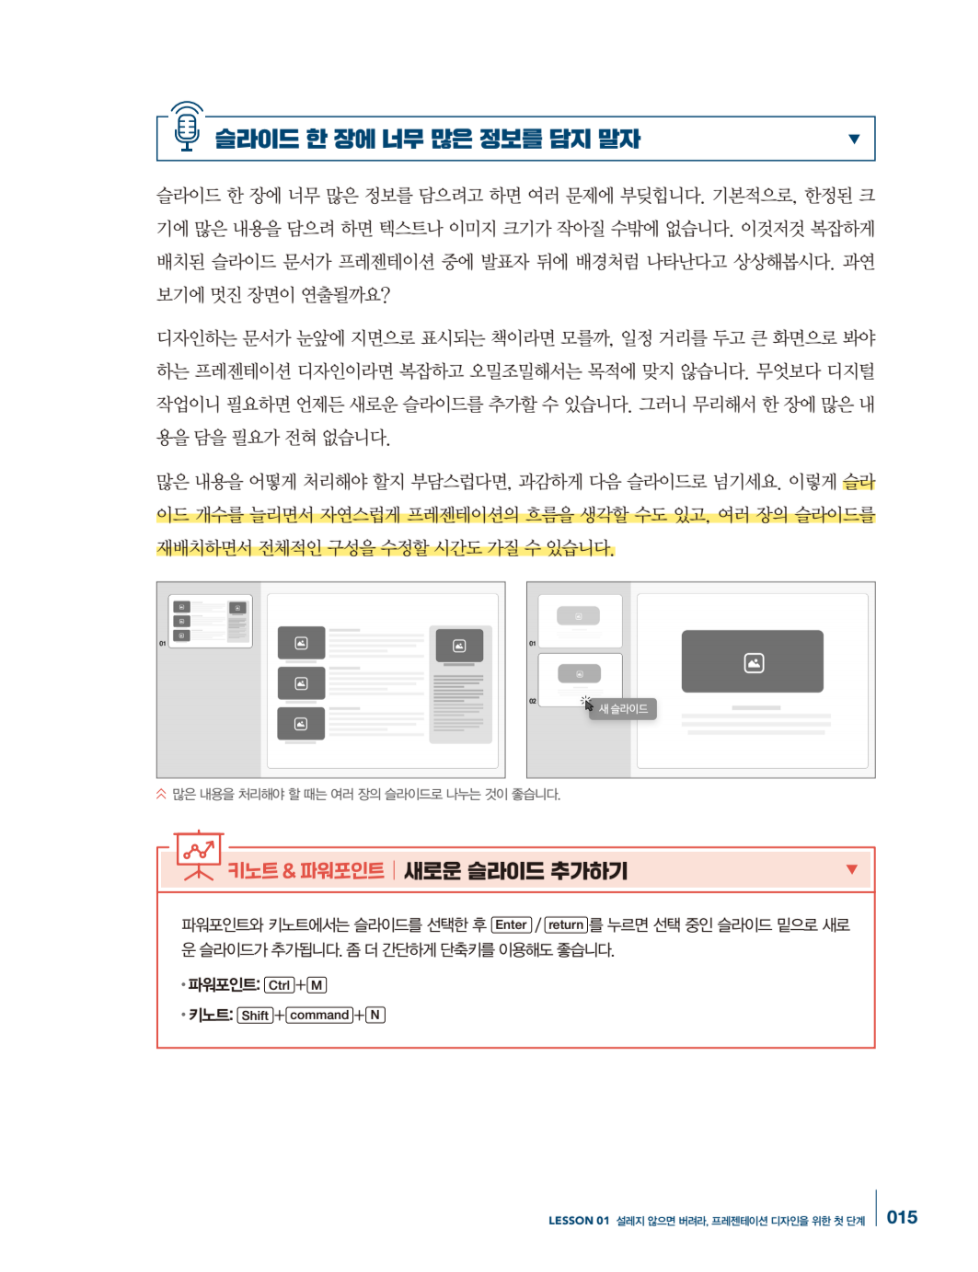 슬라이드 한 장에 너무 많은 정보를 담지 말자 ▼
슬라이드 한 장에 너무 많은 정보를 담으려고 하면 여러 문제에 부딪힙니다. 기본적으로, 한정된 크
기에 많은 내용을 담으려 하면 텍스트나 이미지 크기가 작아질 수밖에 없습니다. 이것저것 복잡하게
배치된 슬라이드 문서가 프레젠테이션 중에 발표자 뒤에 배경처럼 나타난다고 상상해봅시다. 과연
보기에 멋진 장면이 연출될까요?
디자인하는 문서가 눈앞에 지면으로 표시되는 책이라면 모를까, 일정 거리를 두고 큰 화면으로 봐야
하는 프레젠테이션 디자인이라면 복잡하고 오밀조밀해서는 목적에 맞지 않습니다. 무엇보다 디지털
작업이니 필요하면 언제든 새로운 슬라이드를 추가할 수 있습니다. 그러니 무리해서 한 장에 많은 내
용을 담을 필요가 전혀 없습니다.
많은 내용을 어떻게 처리해야 할지 부담스럽다면, 과감하게 다음 슬라이드로 넘기세요. 이렇게 슬라
이드 개수를 늘리면서 자연스럽게 프레젠테이션의 흐름을 생각할 수도 있고, 여러 장의 슬라이드를
재배치하면서 전체적인 구성을 수정할 시간도 가질 수 있습니다.
01
01
02
새 슬라이드
많은 내용을 처리해야 할 때는 여러 장의 슬라이드로 나누는 것이 좋습니다.
키노트 & 파워포인트 | 새로운 슬라이드 추가하기 ▼
파워포인트와 키노트에서는 슬라이드를 선택한 후 Enter / return 를 누르면 선택 중인 슬라이드 밑으로 새로
운 슬라이드가 추가됩니다. 좀 더 간단하게 단축키를 이용해도 좋습니다.
• 파워포인트: Ctrl + M
• 키노트: Shift + command + N
LESSON 01 설레지 않으면 버려라, 프레젠테이션 디자인을 위한 첫 단계 015